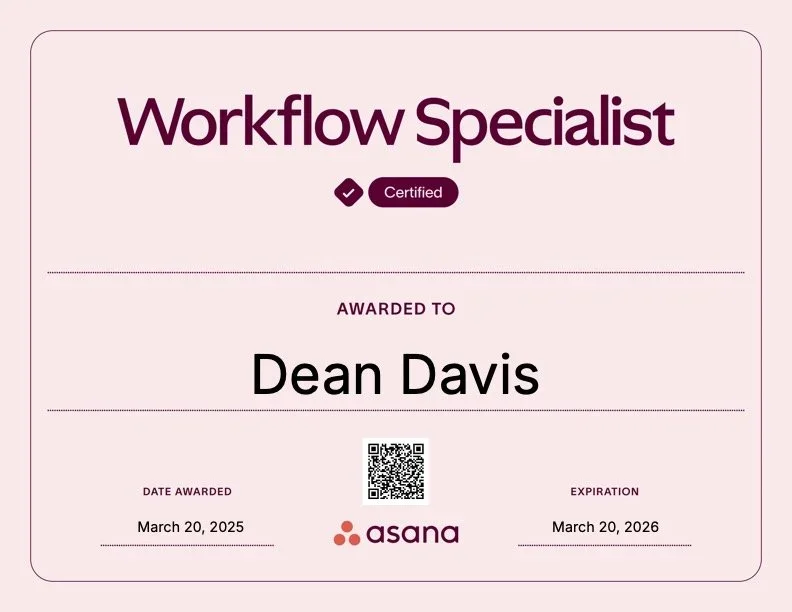 Workflow Specialist
Certified
AWARDED TO
Dean Davis
DATE AWARDED
March 20, 2025
asana
EXPIRATION
March 20, 2026